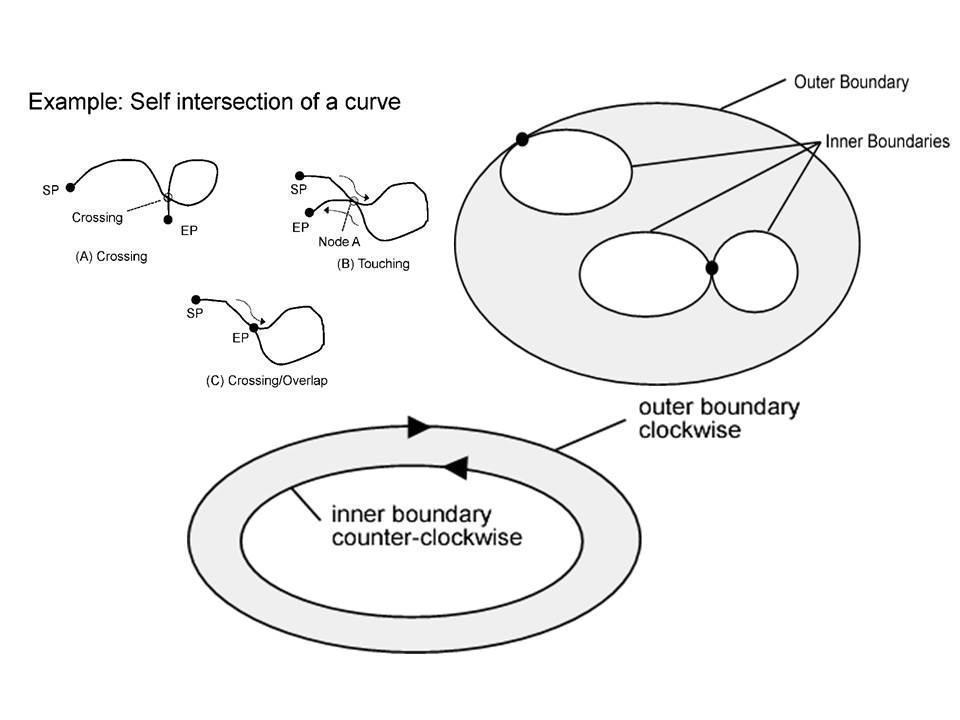 Example: Self intersection of a curve
SP
Crossing
EP
(A) Crossing
SP
EP
Node A
(B) Touching
SP
EP
(C) Crossing/Overlap
Outer Boundary
Inner Boundaries
outer boundary
clockwise
inner boundary
counter-clockwise